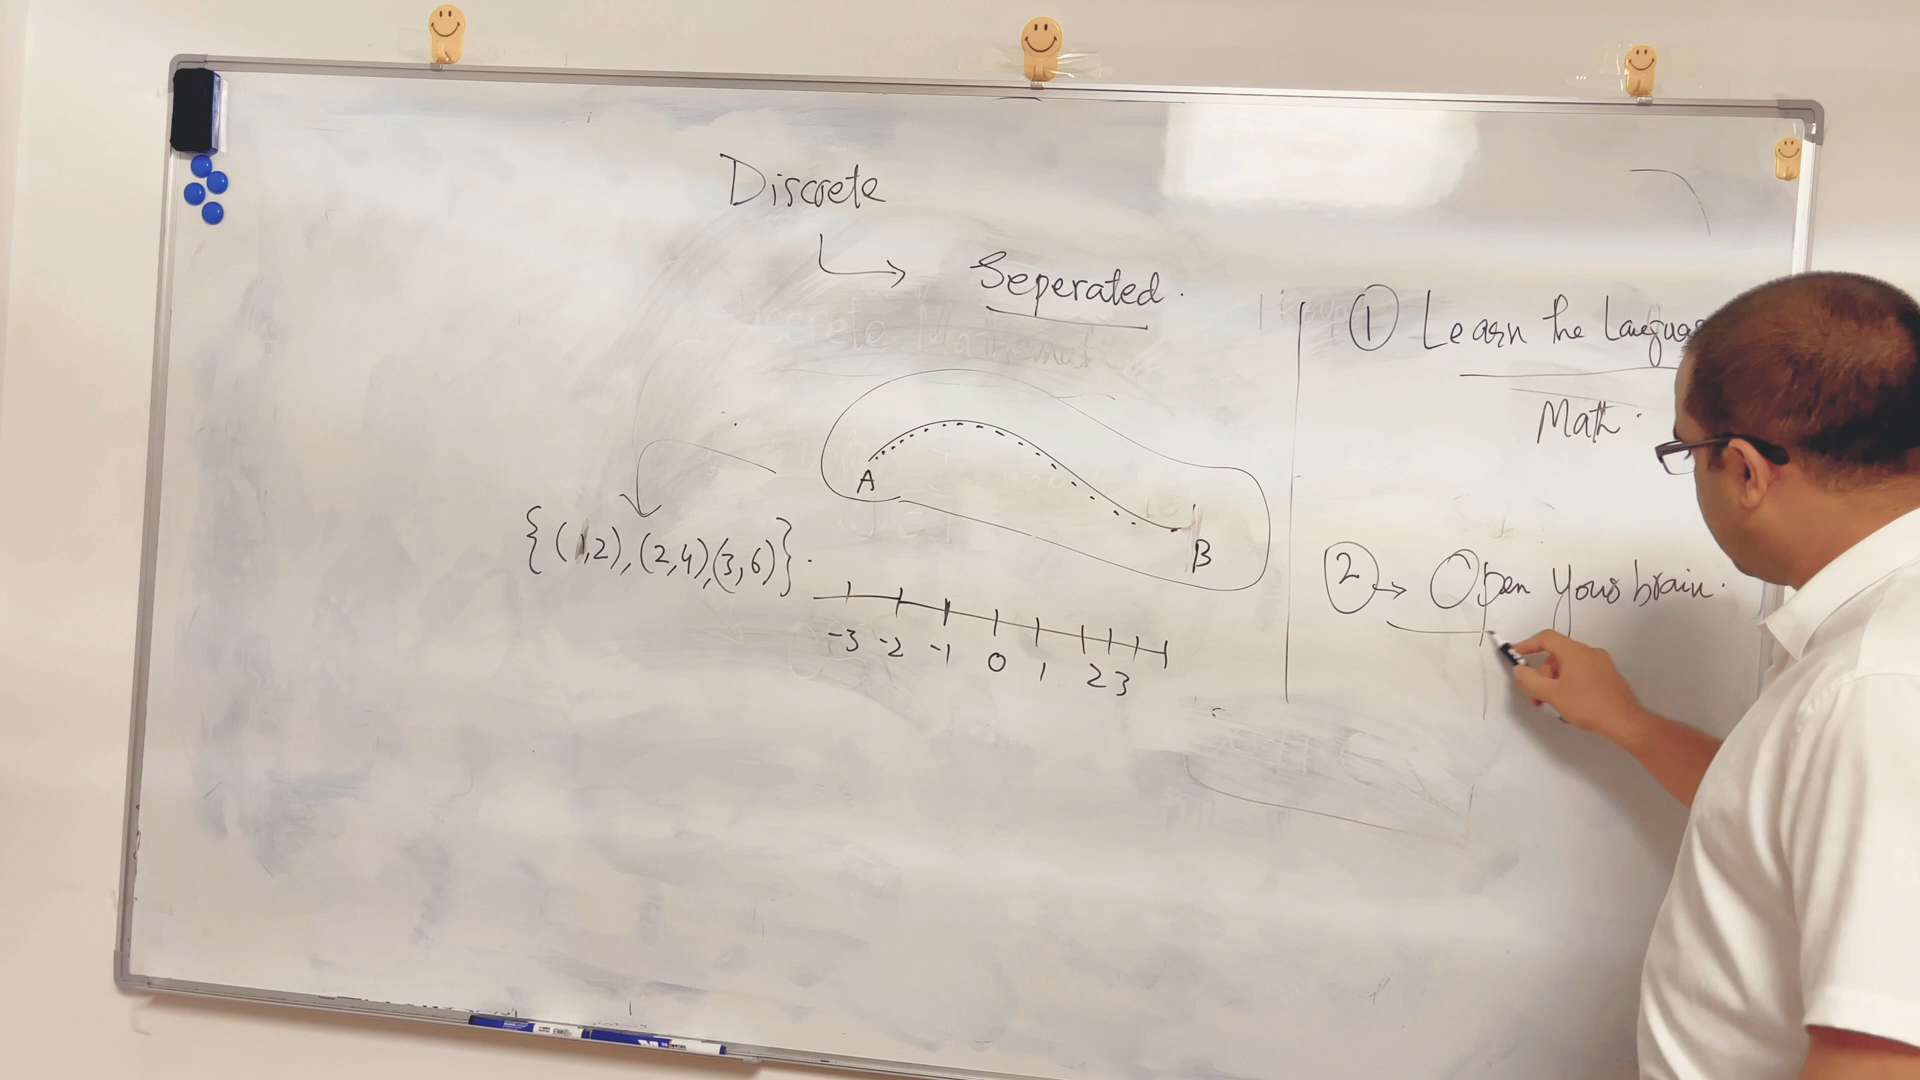 Discrete
Seperated.
A
B
{(1,2),(2,4),(3,6)}.
-3 -2 -1 0 1 2 3
1 Learn the
Math.
2 → Open your brain.